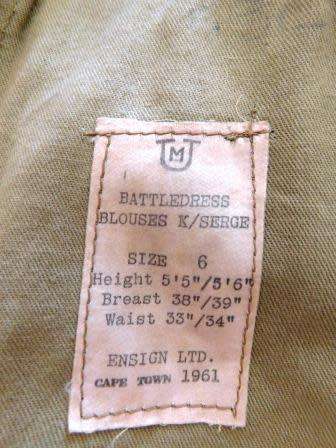 U
M
BATTLEDRESS
BLOUSES K/SERGE
SIZE 6
Height 5'5"/5'6"
Breast 38"/39"
Waist 33"/34"
ENSIGN LTD.
CAPE TOWN 1961